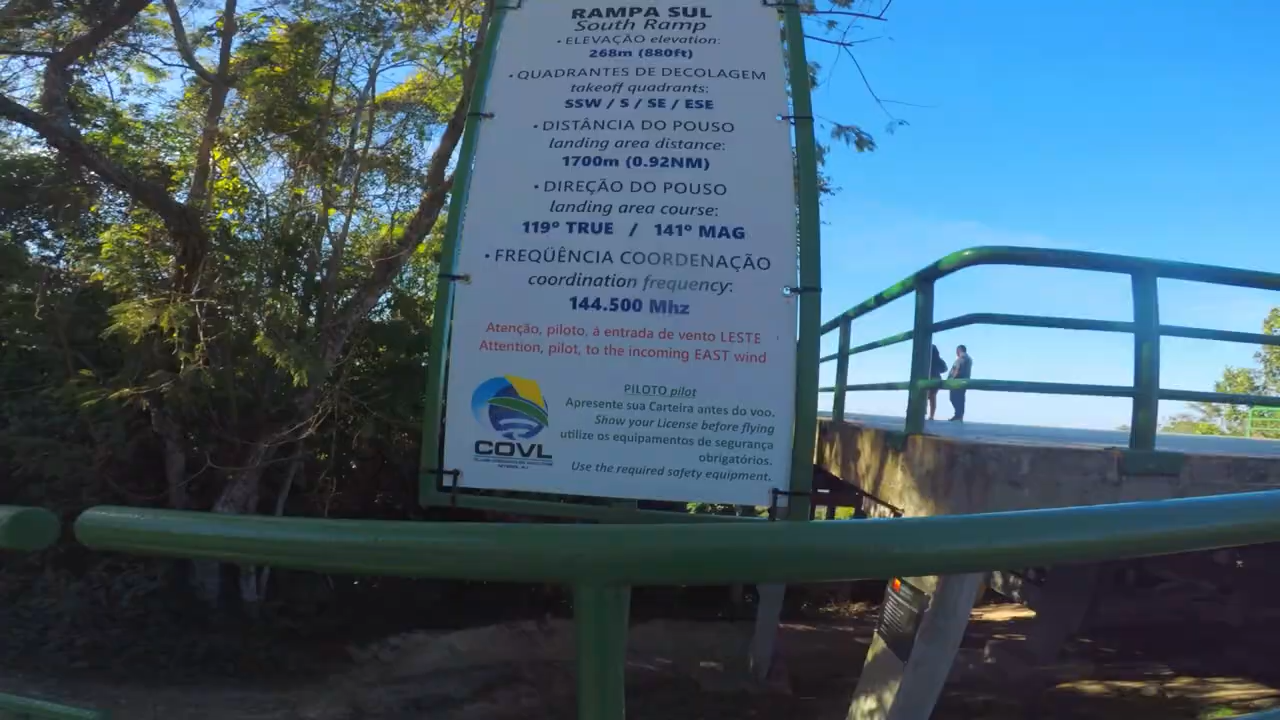 RAMPA SUL
South Ramp
• ELEVAÇÃO elevation:
268m (880ft)
• QUADRANTES DE DECOLAGEM
takeoff quadrants:
SSW / S / SE / ESE
• DISTÂNCIA DO POUSO
landing area distance:
1700m (0.92NM)
• DIREÇÃO DO POUSO
landing area course:
119º TRUE / 141º MAG
• FREQÜÊNCIA COORDENAÇÃO
coordination frequency:
144.500 Mhz
Atenção, piloto, á entrada de vento LESTE
Attention, pilot, to the incoming EAST wind
PILOTO pilot
Apresente sua Carteira antes do voo.
Show your License before flying
utilize os equipamentos de segurança
obrigatórios.
Use the required safety equipment.
COVL